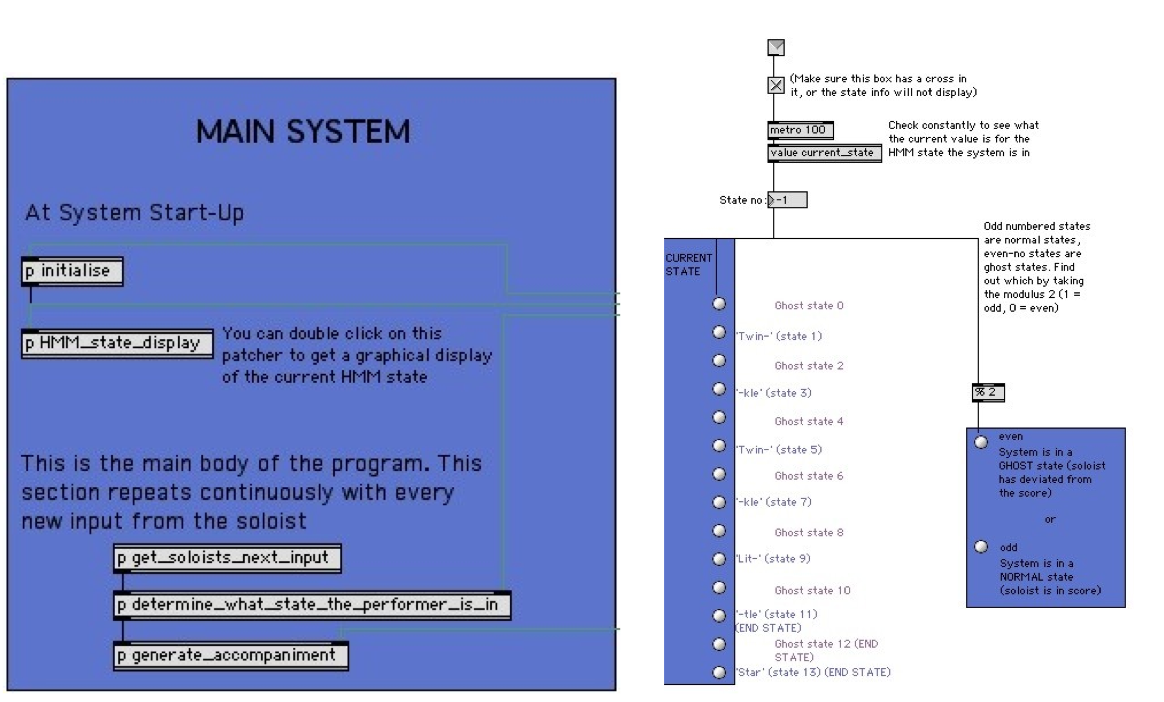 MAIN SYSTEM
At System Start-Up
p initialise
p HMM_state_display
You can double click on this
patcher to get a graphical display
of the current HMM state
This is the main body of the program. This
section repeats continuously with every
new input from the soloist
p get_soloists_next_input
p determine_what_state_the_performer_is_in
p generate_accompaniment
(Make sure this box has a cross in
it, or the state info will not display)
metro 100
value current_state
Check constantly to see what
the current value is for the
HMM state the system is in
State no:
-1
CURRENT
STATE
Ghost state 0
'Twin-' (state 1)
Ghost state 2
'-kle' (state 3)
Ghost state 4
'Twin-' (state 5)
Ghost state 6
'-kle' (state 7)
Ghost state 8
'Lit-' (state 9)
Ghost state 10
'-tle' (state 11)
(END STATE)
Ghost state 12 (END
STATE)
'Star' (state 13) (END STATE)
Odd numbered states
are normal states,
even-no states are
ghost states. Find
out which by taking
the modulus 2 (1 =
odd, 0 = even)
% 2
even
System is in a
GHOST state (soloist
has deviated from
the score)
or
odd
System is in a
NORMAL state
(soloist is in score)